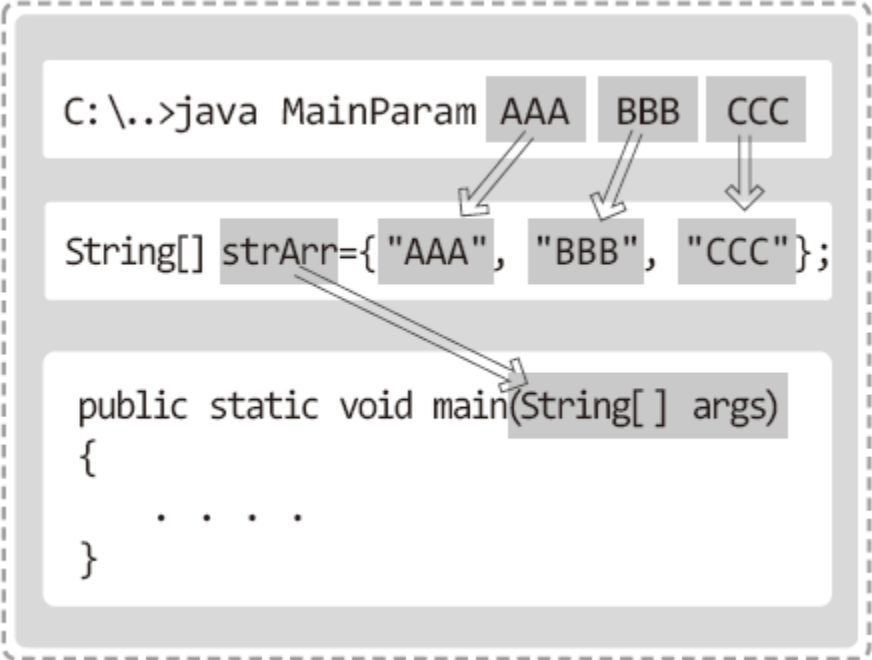 C:\..>java MainParam AAA BBB CCC
String[] strArr={"AAA", "BBB", "CCC"};
public static void main(String[ ] args)
{
. . . .
}